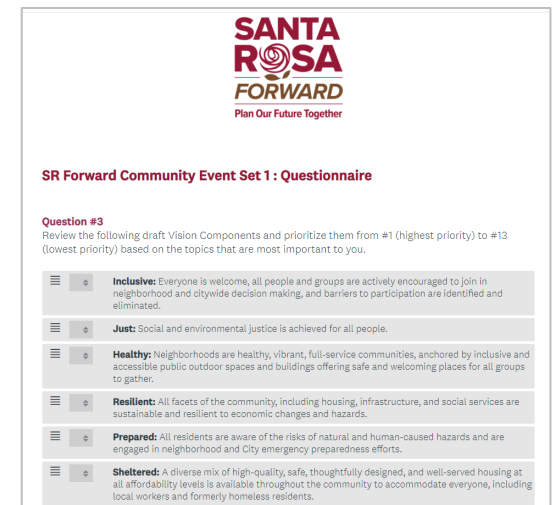 SANTA
ROSA
FORWARD
Plan Our Future Together
SR Forward Community Event Set 1 : Questionnaire
Question #3
Review the following draft Vision Components and prioritize them from #1 (highest priority) to #13
(lowest priority) based on the topics that are most important to you.
Inclusive: Everyone is welcome, all people and groups are actively encouraged to join in
neighborhood and citywide decision making, and barriers to participation are identified and
eliminated.
Just: Social and environmental justice is achieved for all people.
Healthy: Neighborhoods are healthy, vibrant, full-service communities, anchored by inclusive and
accessible public outdoor spaces and buildings offering safe and welcoming places for all groups
to gather.
Resilient: All facets of the community, including housing, infrastructure, and social services are
sustainable and resilient to economic changes and hazards.
Prepared: All residents are aware of the risks of natural and human-caused hazards and are
engaged in neighborhood and City emergency preparedness efforts.
Sheltered: A diverse mix of high-quality, safe, thoughtfully designed, and well-served housing at
all affordability levels is available throughout the community to accommodate everyone, including
local workers and formerly homeless residents.